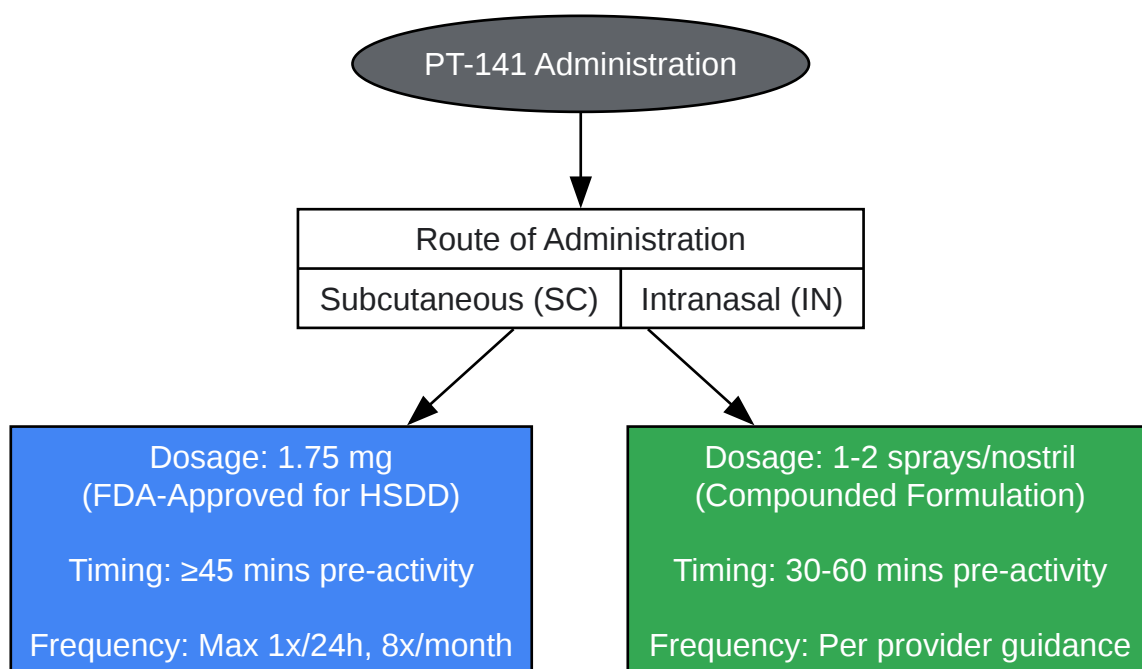 PT-141 Administration
Route of Administration
Subcutaneous (SC)
Intranasal (IN)
Dosage: 1.75 mg
(FDA-Approved for HSDD)
Timing: ≥45 mins pre-activity
Frequency: Max 1x/24h, 8x/month
Dosage: 1-2 sprays/nostril
(Compounded Formulation)
Timing: 30-60 mins pre-activity
Frequency: Per provider guidance